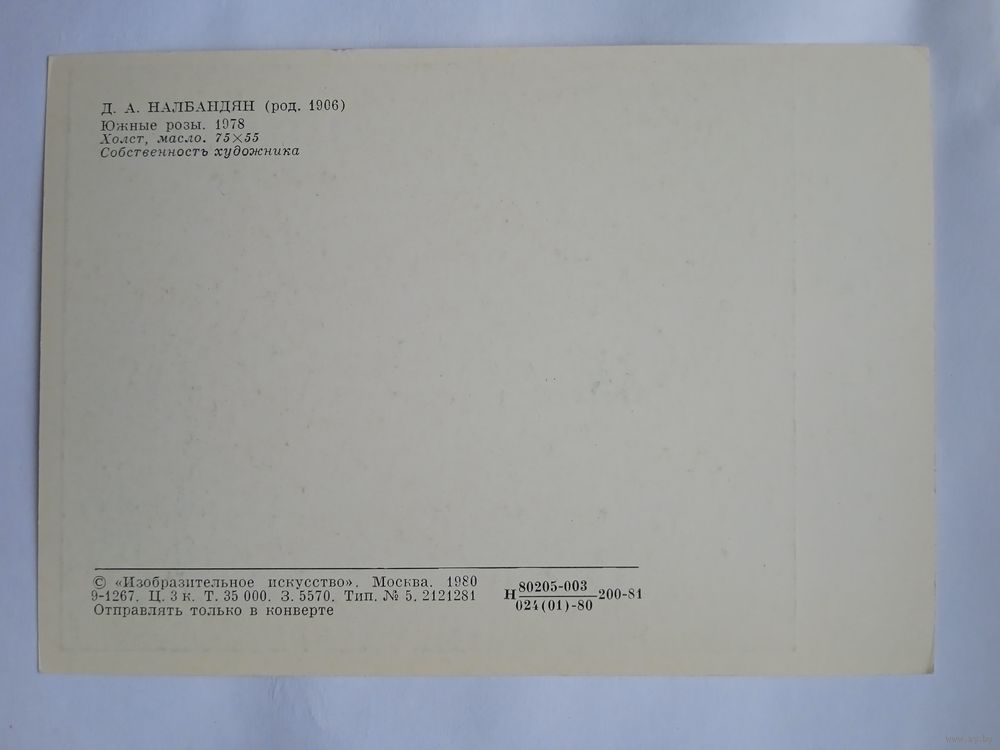 Д. А. НАЛБАНДЯН (род. 1906)
Южные розы. 1978
Холст, масло. 75×55
Собственность художника
© «Изобразительное искусство». Москва. 1980
9-1267. Ц. 3 к. Т. 35 000. З. 5570. Тип. № 5. 2121281
Отправлять только в конверте
Н 80205-003
024(01)-80 200-81